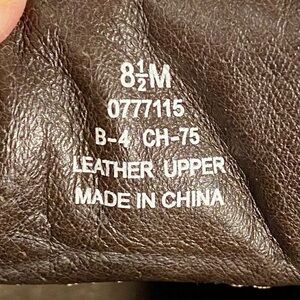 8½M
0777115
B-4 CH-75
LEATHER UPPER
MADE IN CHINA